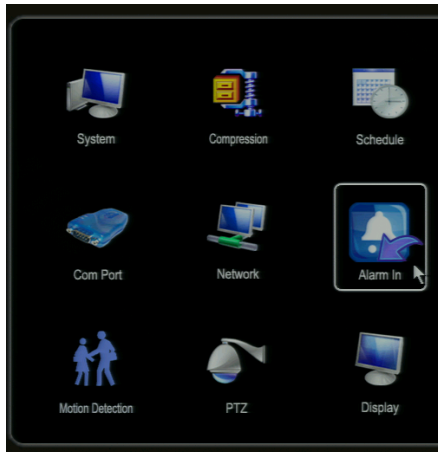 System
Compression
Schedule
Com Port
Network
Alarm In
Motion Detection
PTZ
Display